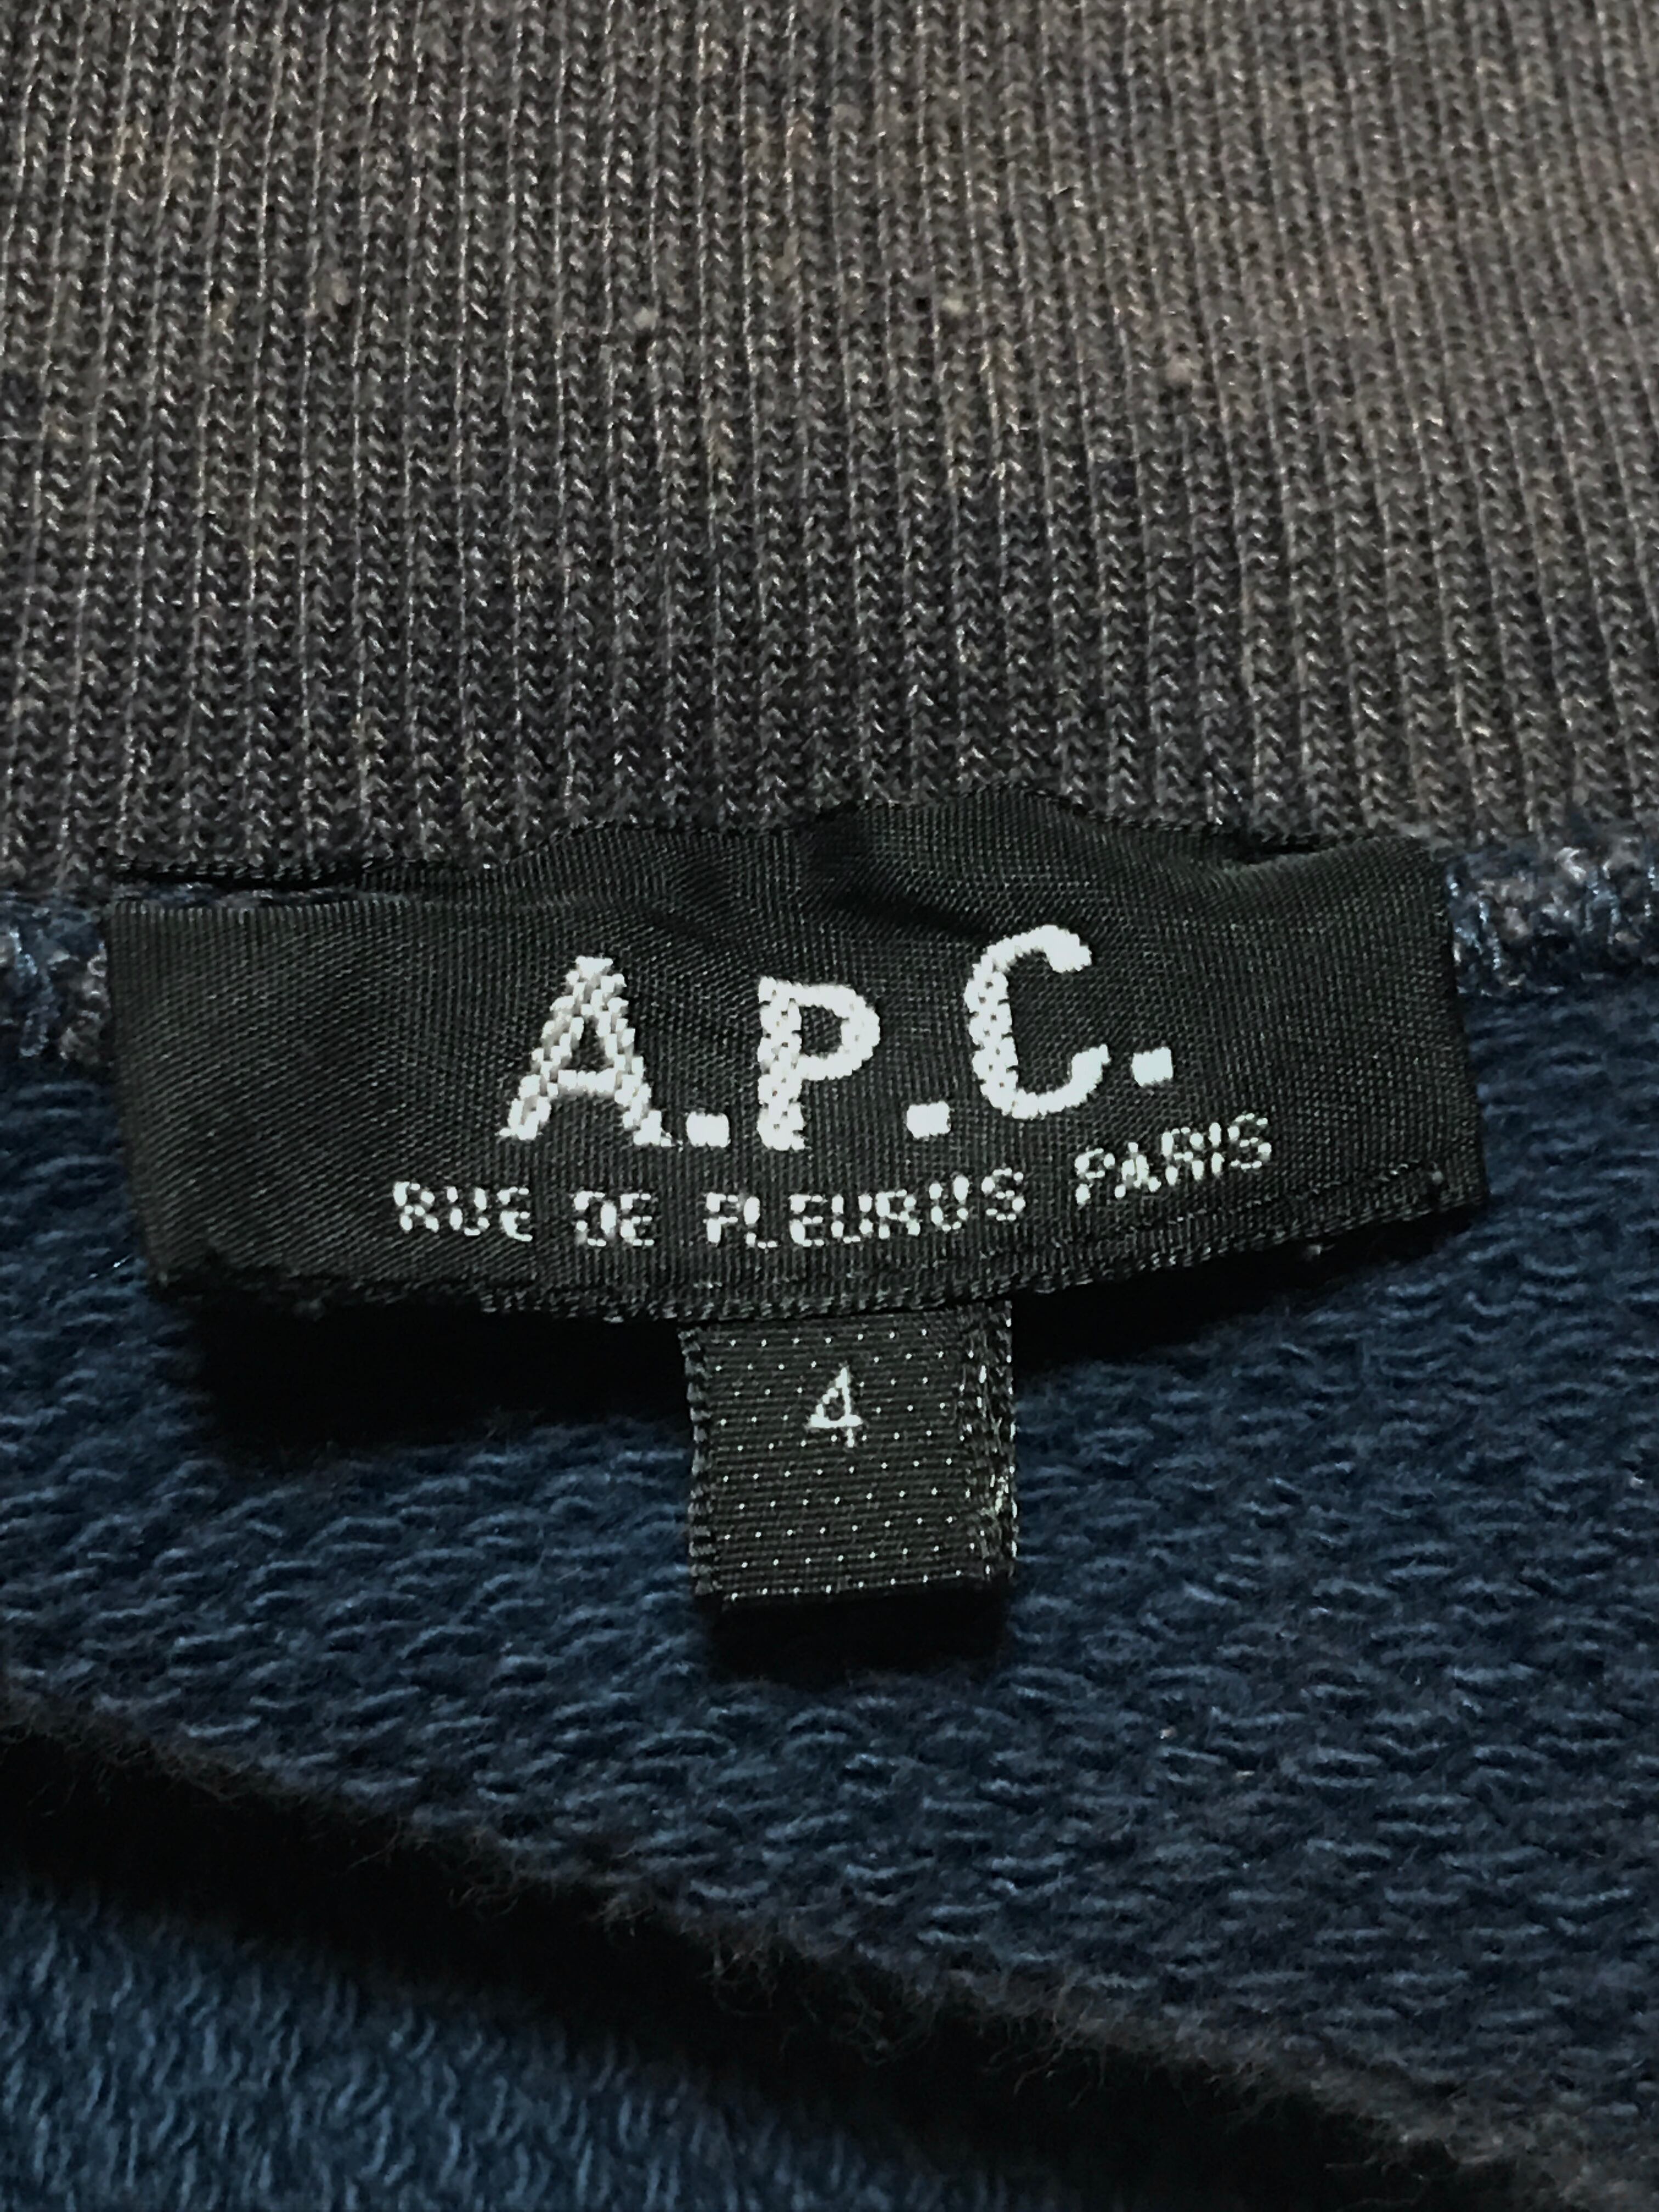 A.P.C.
RUE DE FLEURUS PARIS
4